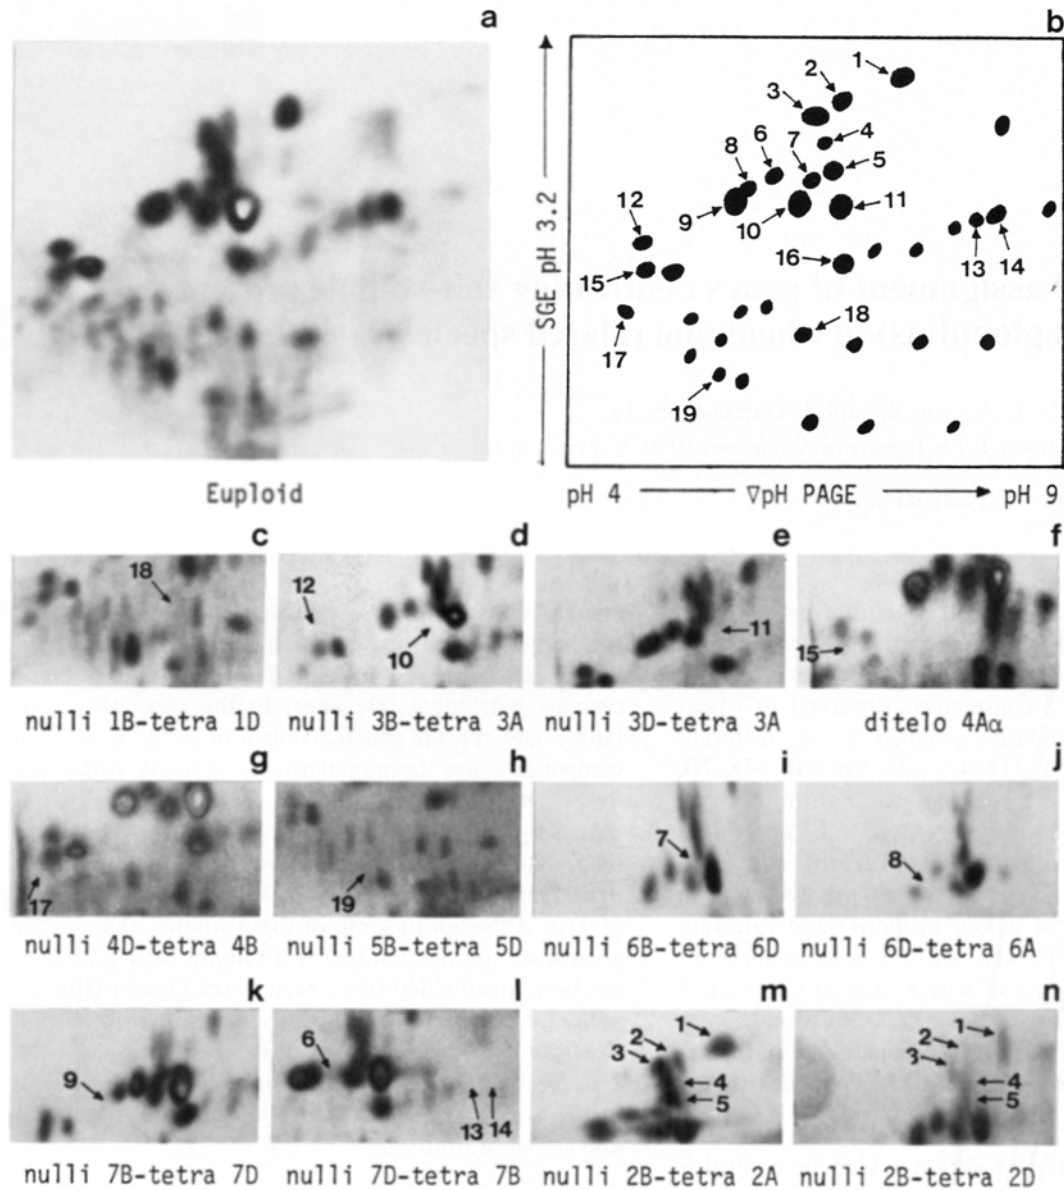 a
b
SGE pH 3.2
1
2
3
4
5
6
7
8
9
10
11
12
13
14
15
16
17
18
19
Euploid
pH 4 ∇pH PAGE pH 9
c
d
e
f
18
12
10
11
15
nulli 1B-tetra 1D
nulli 3B-tetra 3A
nulli 3D-tetra 3A
ditelo 4Aα
g
h
i
j
17
19
7
8
nulli 4D-tetra 4B
nulli 5B-tetra 5D
nulli 6B-tetra 6D
nulli 6D-tetra 6A
k
l
m
n
9
6
13 14
1
2
3
4
5
1
2
3
4
5
nulli 7B-tetra 7D
nulli 7D-tetra 7B
nulli 2B-tetra 2A
nulli 2B-tetra 2D